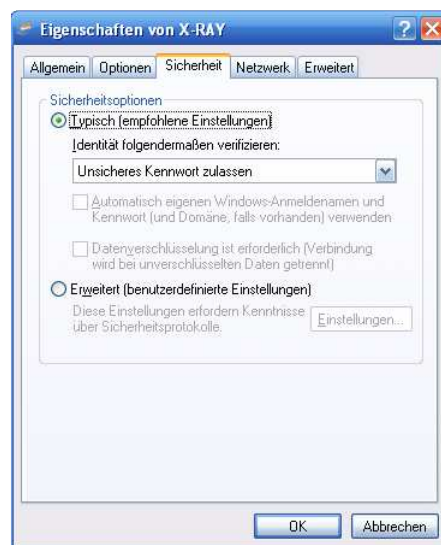 Eigenschaften von X-RAY
Allgemein Optionen Sicherheit Netzwerk Erweitert
Sicherheitsoptionen
Typisch (empfohlene Einstellungen)
Identität folgendermaßen verifizieren:
Unsicheres Kennwort zulassen
Automatisch eigenen Windows-Anmeldenamen und
Kennwort (und Domäne, falls vorhanden) verwenden
Datenverschlüsselung ist erforderlich (Verbindung
wird bei unverschlüsselten Daten getrennt)
Erweitert (benutzerdefinierte Einstellungen)
Diese Einstellungen erfordern Kenntnisse
über Sicherheitsprotokolle.
Einstellungen...
OK Abbrechen